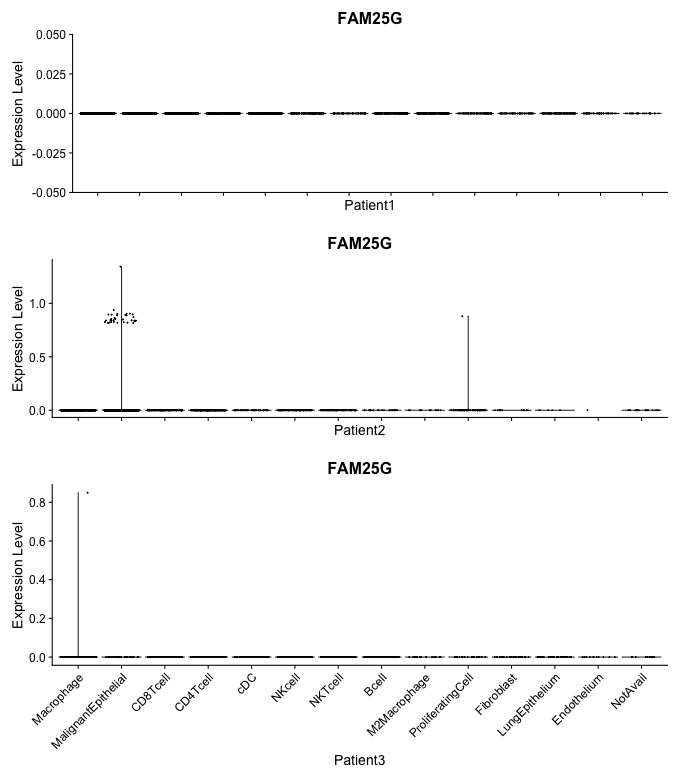 FAM25G
Expression Level
0.050
0.025
0.000
-0.025
-0.050
Patient1
FAM25G
Expression Level
1.0
0.5
0.0
Patient2
FAM25G
Expression Level
0.8
0.6
0.4
0.2
0.0
Macrophage
MalignantEpithelial
CD8Tcell
CD4Tcell
cDC
NKcell
NKTcell
Bcell
M2Macrophage
ProliferatingCell
Fibroblast
LungEpithelium
Endothelium
NotAvail
Patient3